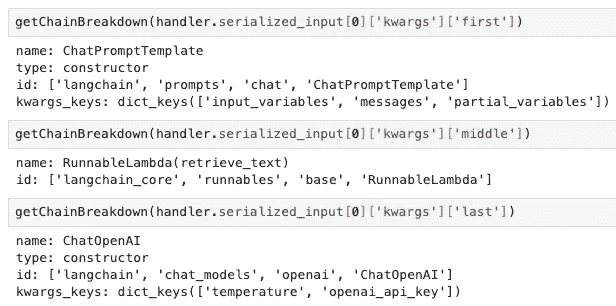 getChainBreakdown(handler.serialized_input[0]['kwargs']['first'])
name: ChatPromptTemplate
type: constructor
id: ['langchain', 'prompts', 'chat', 'ChatPromptTemplate']
kwargs_keys: dict_keys(['input_variables', 'messages', 'partial_variables'])
getChainBreakdown(handler.serialized_input[0]['kwargs']['middle'])
name: RunnableLambda(retrieve_text)
id: ['langchain_core', 'runnables', 'base', 'RunnableLambda']
getChainBreakdown(handler.serialized_input[0]['kwargs']['last'])
name: ChatOpenAI
type: constructor
id: ['langchain', 'chat_models', 'openai', 'ChatOpenAI']
kwargs_keys: dict_keys(['temperature', 'openai_api_key'])